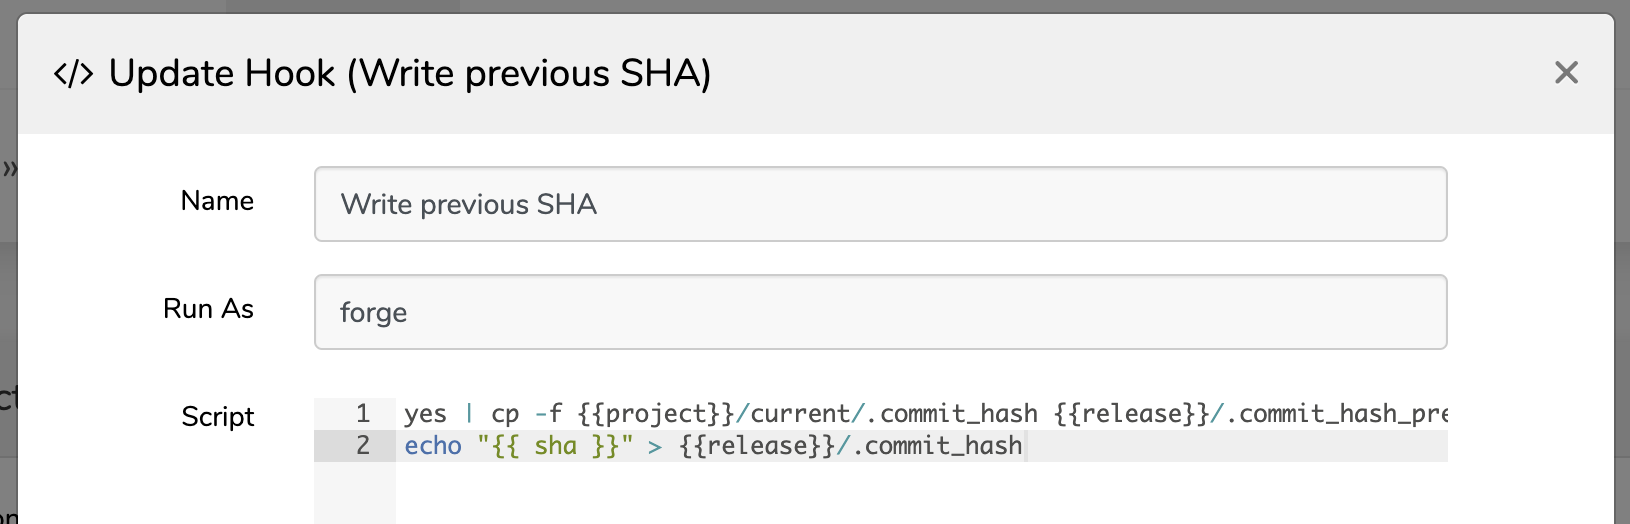 </> Update Hook (Write previous SHA)
»
Name
Write previous SHA
Run As
forge
Script
1 yes | cp -f {{project}}/current/.commit_hash {{release}}/.commit_hash_pre
2 echo "{{ sha }}" > {{release}}/.commit_hash